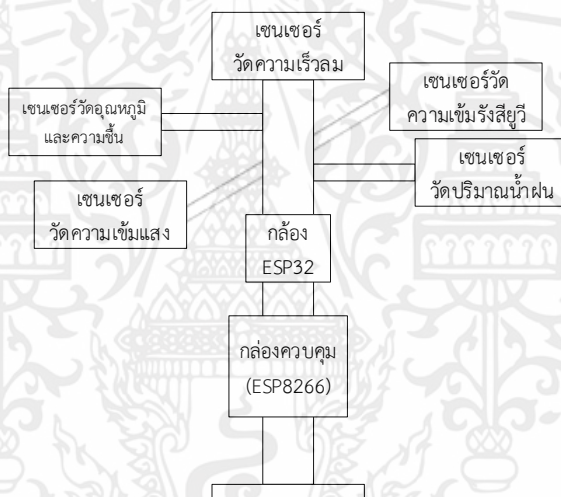 เซนเซอร์
วัดความเร็วลม
เซนเซอร์วัด
ความเข้มรังสียูวี
เซนเซอร์วัดอุณหภูมิ
และความชื้น
เซนเซอร์
วัดปริมาณน้ำฝน
เซนเซอร์
วัดความเข้มแสง
กล้อง
ESP32
กล่องควบคุม
(ESP8266)